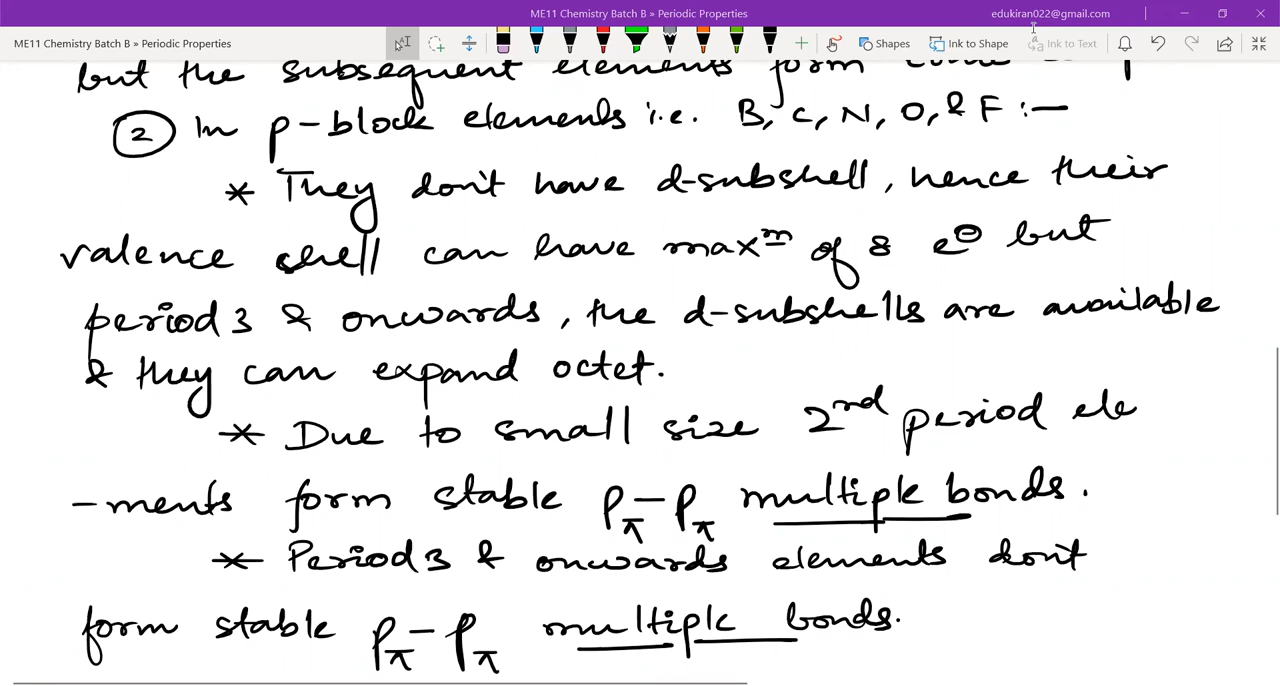 ME11 Chemistry Batch B » Periodic Properties
edukiran022@gmail.com
ME11 Chemistry Batch B » Periodic Properties
Shapes
Ink to Shape
Ink to Text
but the subsequent elements form
② In p-block elements i.e. B, C, N, O, & F :—
* They don't have d-subshell, hence their
valence shell can have maxᵐ of 8 e⊖ but
period 3 & onwards, the d-subshells are available
& they can expand octet.
* Due to small size 2nd period ele
-ments form stable pπ-pπ multiple bonds.
* Period 3 & onwards elements don't
form stable pπ-pπ multiple bonds.